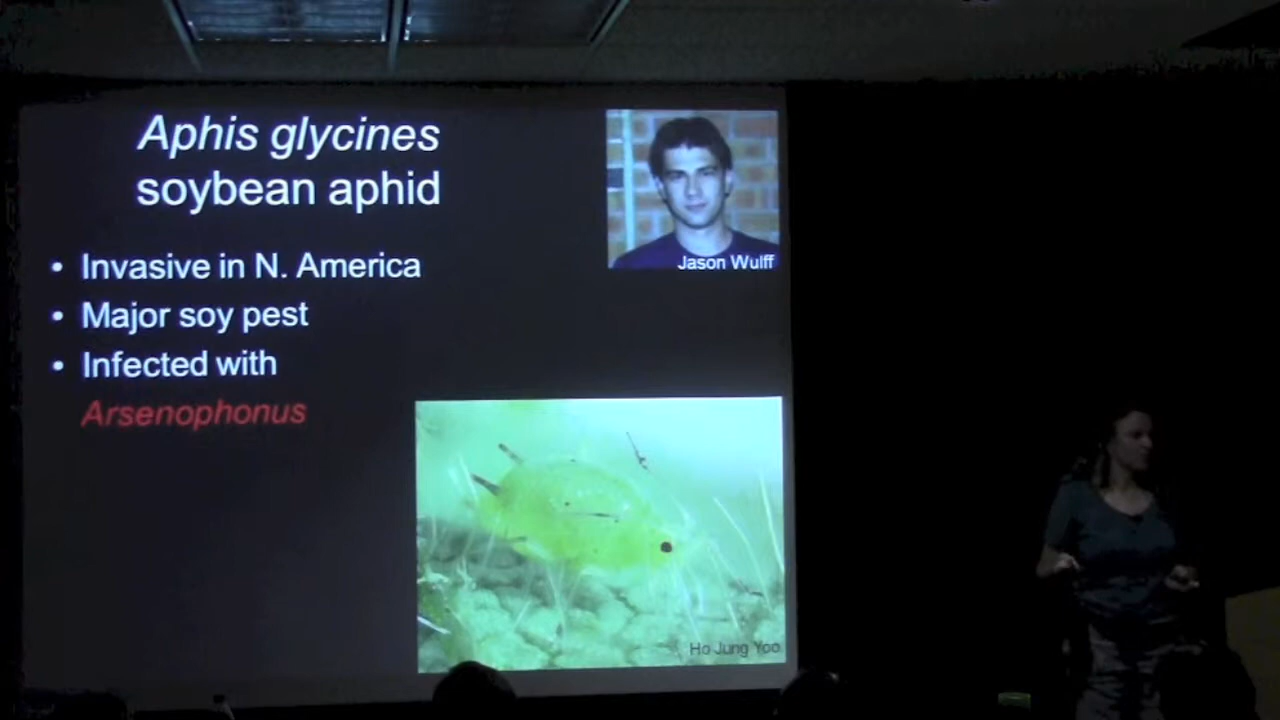 Aphis glycines
soybean aphid
Jason Wulff
• Invasive in N. America
• Major soy pest
• Infected with
Arsenophonus
Ho Jung Yoo